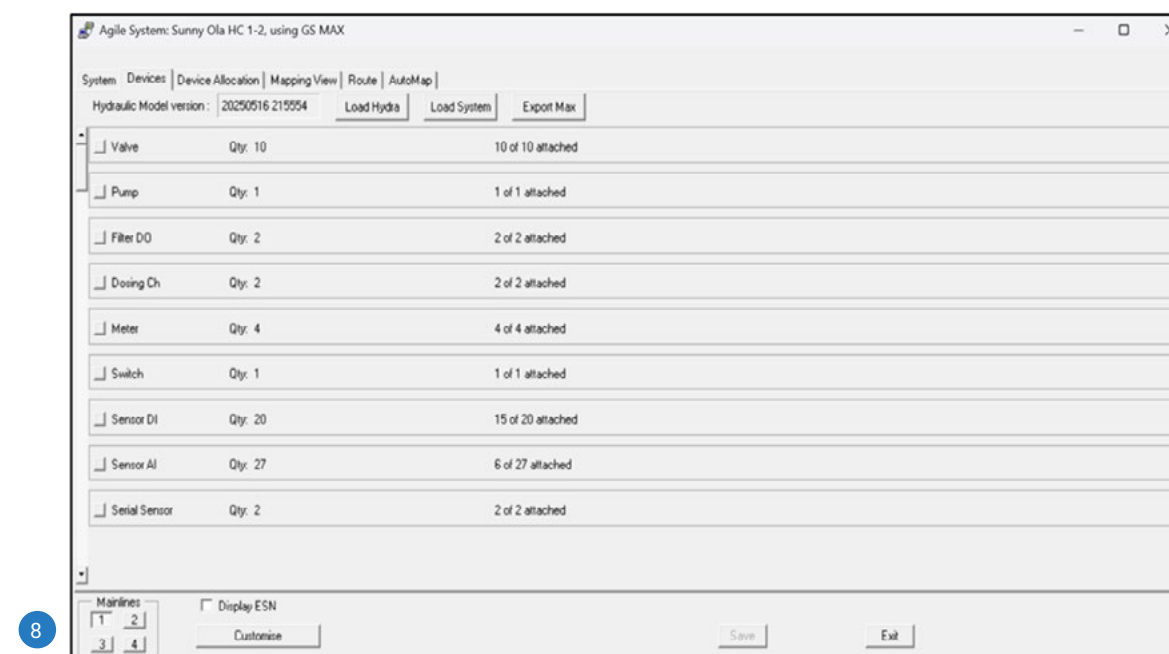 Agile System: Sunny Ola HC 1-2, using GS MAX
System Devices Device Allocation Mapping View Route AutoMap
Hydraulic Model version : 20250516 215554 Load Hydra Load System Export Max
Valve Qty: 10 10 of 10 attached
Pump Qty: 1 1 of 1 attached
Filter DO Qty: 2 2 of 2 attached
Dosing Ch Qty: 2 2 of 2 attached
Meter Qty: 4 4 of 4 attached
Switch Qty: 1 1 of 1 attached
Sensor DI Qty: 20 15 of 20 attached
Sensor AI Qty: 27 6 of 27 attached
Serial Sensor Qty: 2 2 of 2 attached
Mainlines Display ESN
1 2
8 Customise Save Exit
3 4